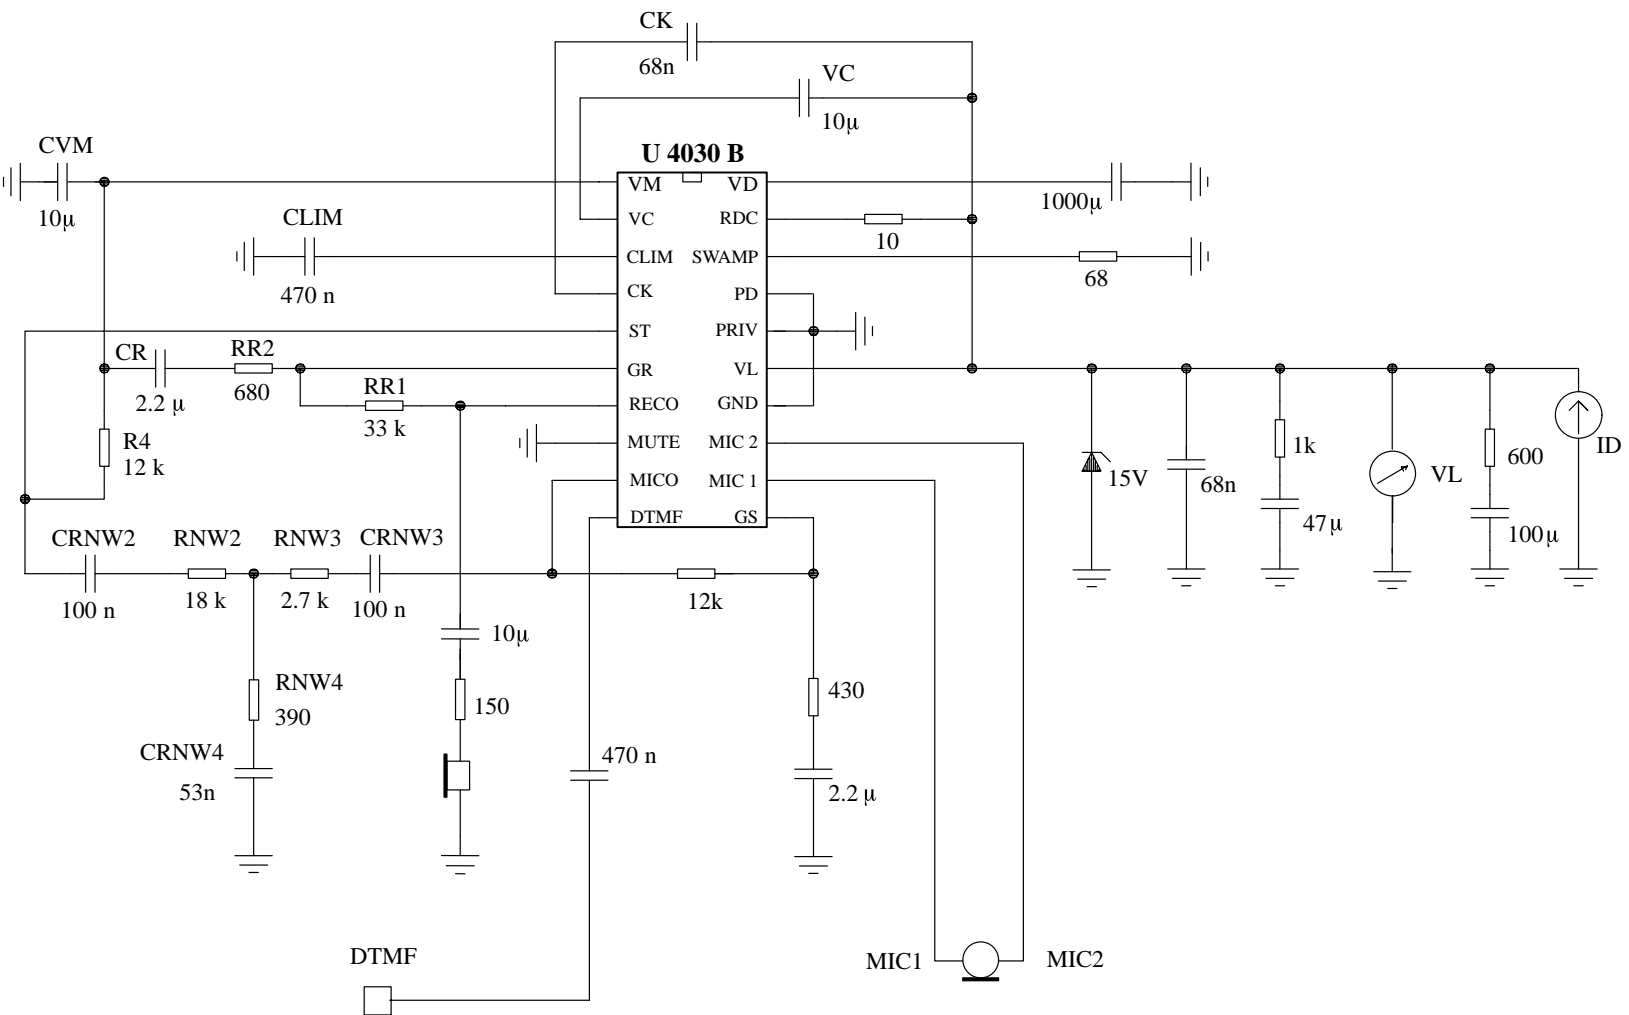 CK
68n
VC
10μ
CVM
10μ
U 4030 B
VM
VD
1000μ
VC
RDC
10
CLIM
470 n
CLIM
SWAMP
68
CK
PD
ST
PRIV
CR
2.2 μ
RR2
680
GR
VL
RR1
33 k
RECO
GND
R4
12 k
MUTE
MIC 2
MICO
MIC 1
DTMF
GS
15V
68n
1k
47μ
VL
600
100μ
ID
CRNW2
100 n
RNW2
18 k
RNW3
2.7 k
CRNW3
100 n
12k
10μ
RNW4
390
150
430
CRNW4
53n
470 n
2.2 μ
DTMF
MIC1
MIC2